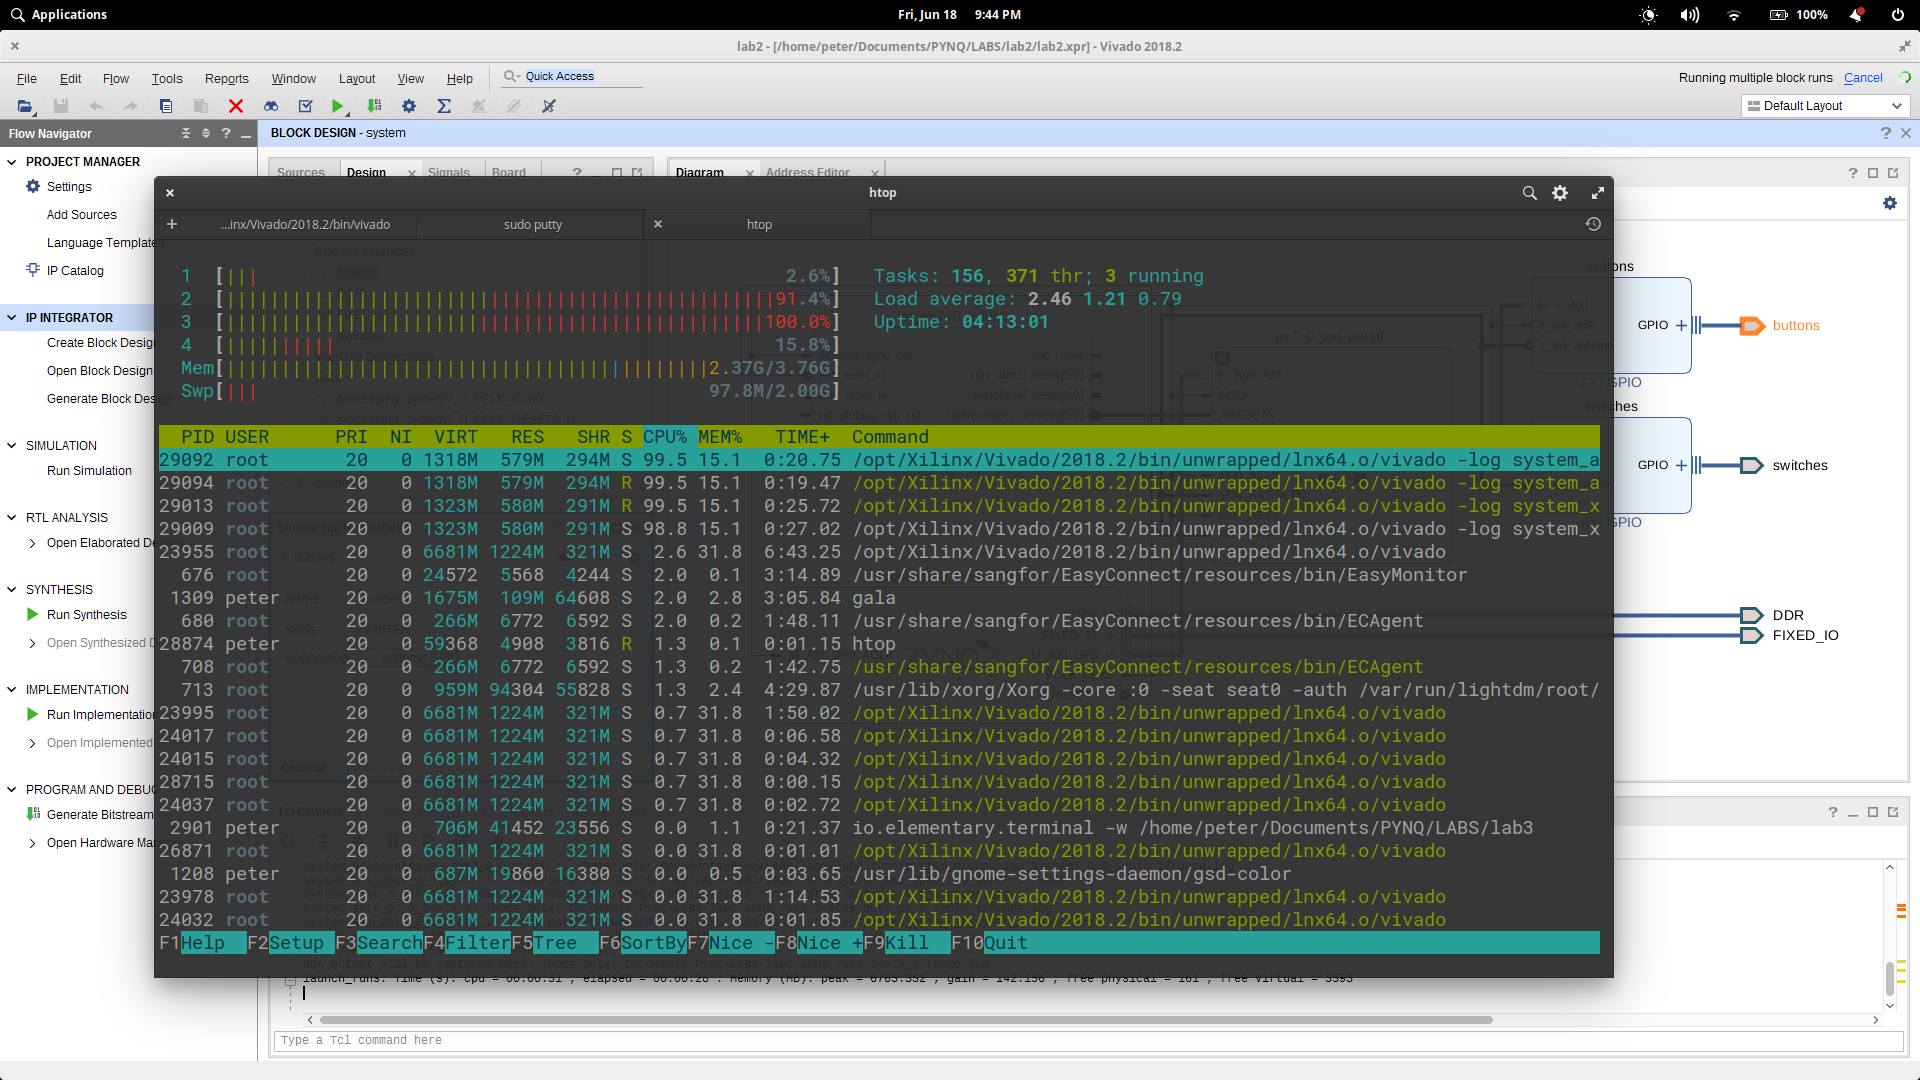 Applications
Fri, Jun 18 9:44 PM
100%
lab2 - [/home/peter/Documents/PYNQ/LABS/lab2/lab2.xpr] - Vivado 2018.2
File Edit Flow Tools Reports Window Layout View Help Quick Access
Running multiple block runs Cancel
Default Layout
Flow Navigator
BLOCK DESIGN - system
PROJECT MANAGER
Settings
Add Sources
Language Templates
IP Catalog
IP INTEGRATOR
Create Block Design
Open Block Design
Generate Block Design
SIMULATION
Run Simulation
RTL ANALYSIS
Open Elaborated De
SYNTHESIS
Run Synthesis
Open Synthesized D
IMPLEMENTATION
Run Implementation
Open Implemented
PROGRAM AND DEBUG
Generate Bitstream
Open Hardware Ma
Sources Design Signals Board
Diagram Address Editor
htop
...inx/Vivado/2018.2/bin/vivado sudo putty htop
1 [||| 2.6%] Tasks: 156, 371 thr; 3 running
2 [ 91.4%] Load average: 2.46 1.21 0.79
3 [ 100.0%] Uptime: 04:13:01
4 [ 15.8%]
Mem[ 2.37G/3.76G]
Swp[||| 97.8M/2.00G]
PID USER PRI NI VIRT RES SHR S CPU% MEM% TIME+ Command
29092 root 20 0 1318M 579M 294M S 99.5 15.1 0:20.75 /opt/Xilinx/Vivado/2018.2/bin/unwrapped/lnx64.o/vivado -log system_a
29094 root 20 0 1318M 579M 294M R 99.5 15.1 0:19.47 /opt/Xilinx/Vivado/2018.2/bin/unwrapped/lnx64.o/vivado -log system_a
29013 root 20 0 1323M 580M 291M R 99.5 15.1 0:25.72 /opt/Xilinx/Vivado/2018.2/bin/unwrapped/lnx64.o/vivado -log system_x
29009 root 20 0 1323M 580M 291M S 98.8 15.1 0:27.02 /opt/Xilinx/Vivado/2018.2/bin/unwrapped/lnx64.o/vivado -log system_x
23955 root 20 0 6681M 1224M 321M S 2.6 31.8 6:43.25 /opt/Xilinx/Vivado/2018.2/bin/unwrapped/lnx64.o/vivado
676 root 20 0 24572 5568 4244 S 2.0 0.1 3:14.89 /usr/share/sangfor/EasyConnect/resources/bin/EasyMonitor
1309 peter 20 0 1675M 109M 64608 S 2.0 2.8 3:05.84 gala
680 root 20 0 266M 6772 6592 S 2.0 0.2 1:48.11 /usr/share/sangfor/EasyConnect/resources/bin/ECAgent
28874 peter 20 0 59368 4908 3816 R 1.3 0.1 0:01.15 htop
708 root 20 0 266M 6772 6592 S 1.3 0.2 1:42.75 /usr/share/sangfor/EasyConnect/resources/bin/ECAgent
713 root 20 0 959M 94304 55828 S 1.3 2.4 4:29.87 /usr/lib/xorg/Xorg -core :0 -seat seat0 -auth /var/run/lightdm/root/
23995 root 20 0 6681M 1224M 321M S 0.7 31.8 1:50.02 /opt/Xilinx/Vivado/2018.2/bin/unwrapped/lnx64.o/vivado
24017 root 20 0 6681M 1224M 321M S 0.7 31.8 0:06.58 /opt/Xilinx/Vivado/2018.2/bin/unwrapped/lnx64.o/vivado
24015 root 20 0 6681M 1224M 321M S 0.7 31.8 0:04.32 /opt/Xilinx/Vivado/2018.2/bin/unwrapped/lnx64.o/vivado
28715 root 20 0 6681M 1224M 321M S 0.7 31.8 0:00.15 /opt/Xilinx/Vivado/2018.2/bin/unwrapped/lnx64.o/vivado
24037 root 20 0 6681M 1224M 321M S 0.7 31.8 0:02.72 /opt/Xilinx/Vivado/2018.2/bin/unwrapped/lnx64.o/vivado
2901 peter 20 0 706M 41452 23556 S 0.0 1.1 0:21.37 io.elementary.terminal -w /home/peter/Documents/PYNQ/LABS/lab3
26871 root 20 0 6681M 1224M 321M S 0.0 31.8 0:01.01 /opt/Xilinx/Vivado/2018.2/bin/unwrapped/lnx64.o/vivado
1208 peter 20 0 687M 19860 16380 S 0.0 0.5 0:03.65 /usr/lib/gnome-settings-daemon/gsd-color
23978 root 20 0 6681M 1224M 321M S 0.0 31.8 1:14.53 /opt/Xilinx/Vivado/2018.2/bin/unwrapped/lnx64.o/vivado
24032 root 20 0 6681M 1224M 321M S 0.0 31.8 0:01.85 /opt/Xilinx/Vivado/2018.2/bin/unwrapped/lnx64.o/vivado
F1Help F2Setup F3SearchF4FilterF5Tree F6SortByF7Nice -F8Nice +F9Kill F10Quit
buttons
GPIO
buttons
AXI GPIO
switches
GPIO
switches
GPIO
DDR
FIXED_IO
Run output will be captured here: /home/peter/Documents/PYNQ/LABS/lab2/lab2.runs/synth_1/runme.log
launch_runs: Time (s): cpu = 00:00:31 ; elapsed = 00:00:28 . Memory (MB): peak = 6765.352 ; gain = 142.156 ; free physical = 161 ; free virtual = 3593
Type a Tcl command here